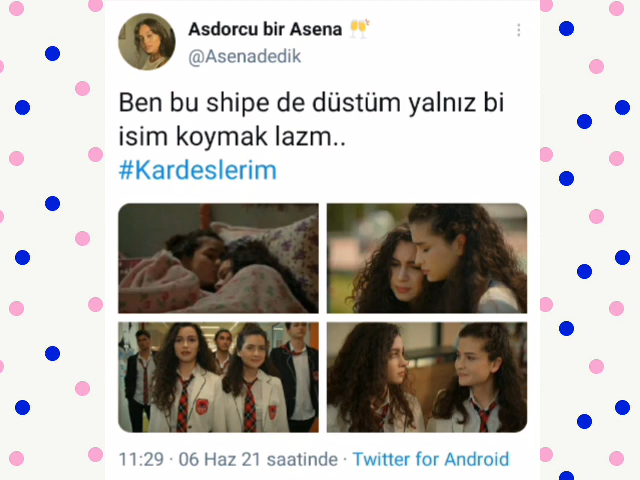 Asdorcu bir Asena 🥂
@Asenadedik
Ben bu shipe de düstüm yalnız bi
isim koymak lazm..
#Kardeslerim
11:29 · 06 Haz 21 saatinde · Twitter for Android